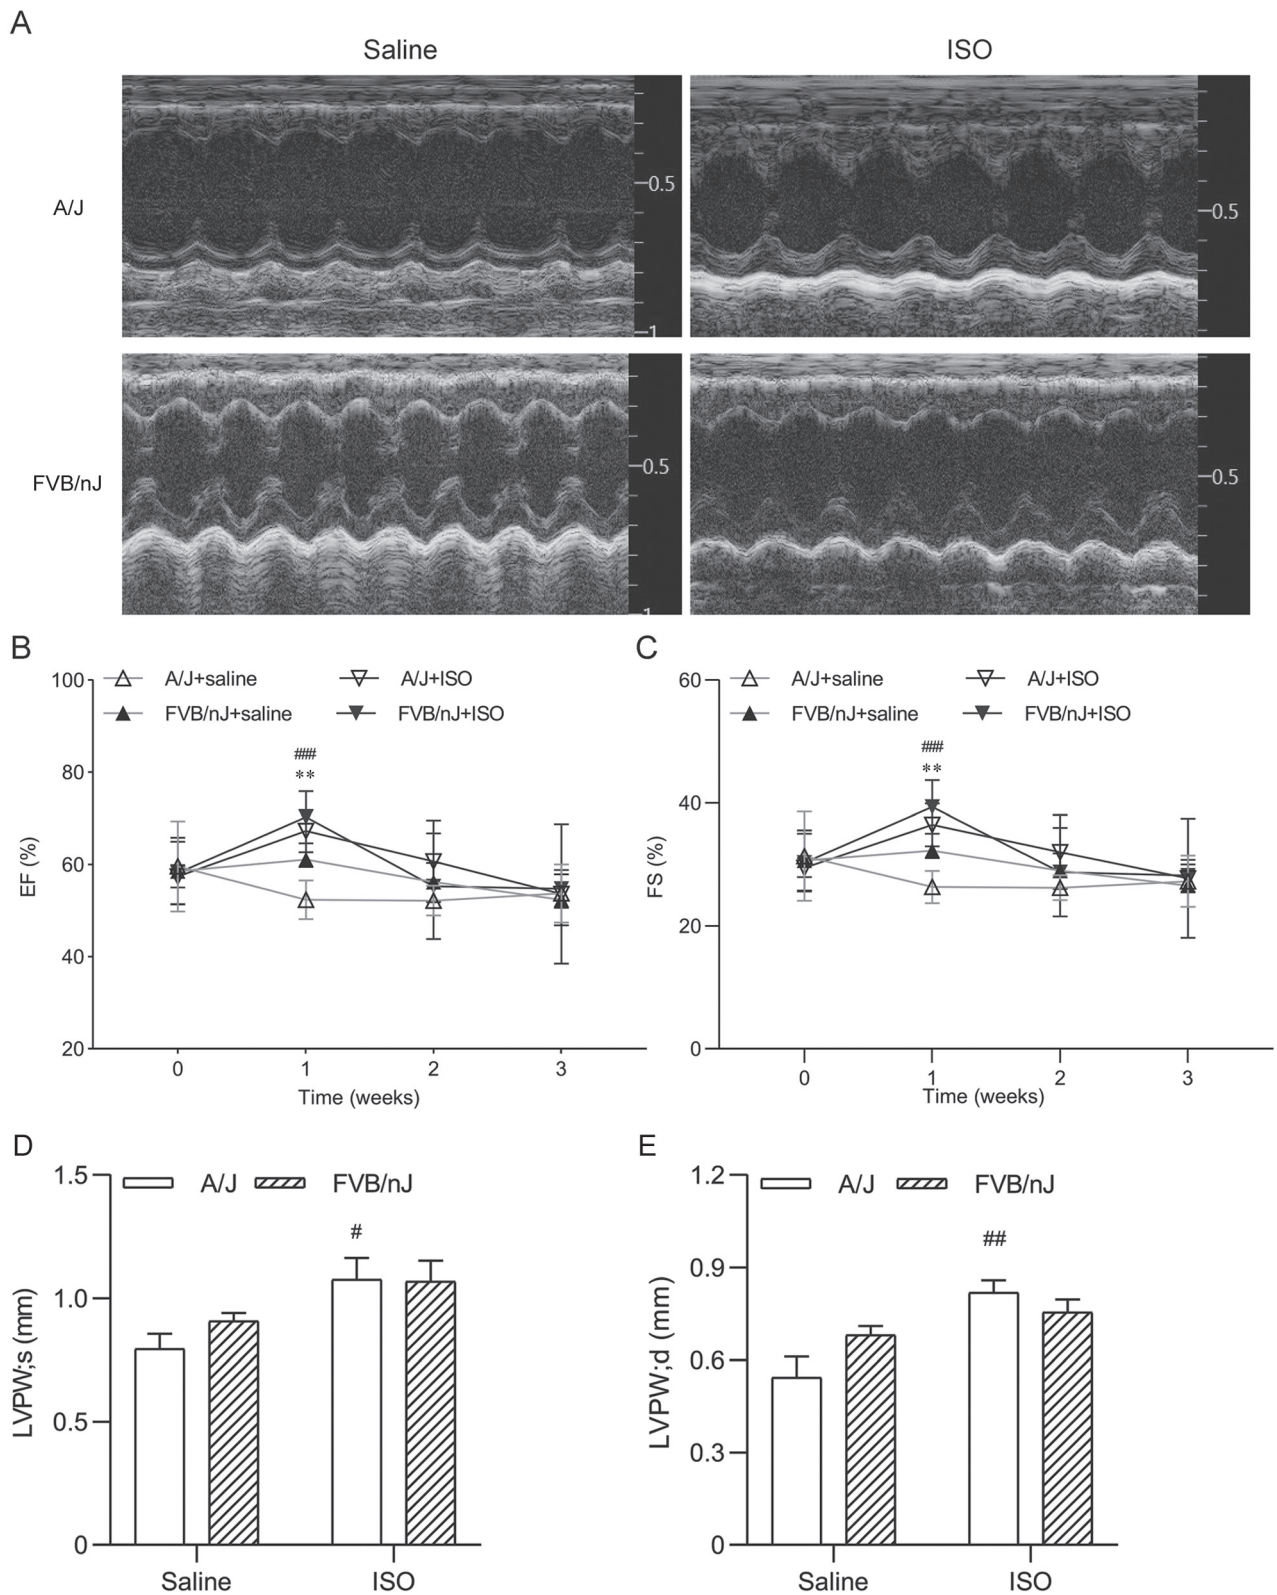 A
Saline
ISO
A/J
0.5
1
0.5
FVB/nJ
0.5
1
0.5
B
A/J+saline
A/J+ISO
FVB/nJ+saline
FVB/nJ+ISO
100
80
60
40
20
EF (%)
###
**
0 1 2 3
Time (weeks)
C
A/J+saline
A/J+ISO
FVB/nJ+saline
FVB/nJ+ISO
60
40
20
0
FS (%)
###
**
0 1 2 3
Time (weeks)
D
A/J
FVB/nJ
1.5
1.0
0.5
0
LVPW;s (mm)
#
Saline
ISO
E
A/J
FVB/nJ
1.2
0.9
0.6
0.3
0
LVPW;d (mm)
##
Saline
ISO